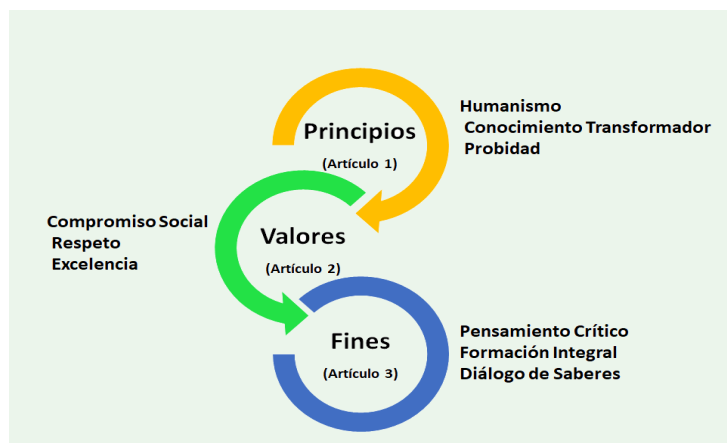 Principios
(Artículo 1)
Humanismo
Conocimiento Transformador
Probidad
Valores
(Artículo 2)
Compromiso Social
Respeto
Excelencia
Fines
(Artículo 3)
Pensamiento Crítico
Formación Integral
Diálogo de Saberes